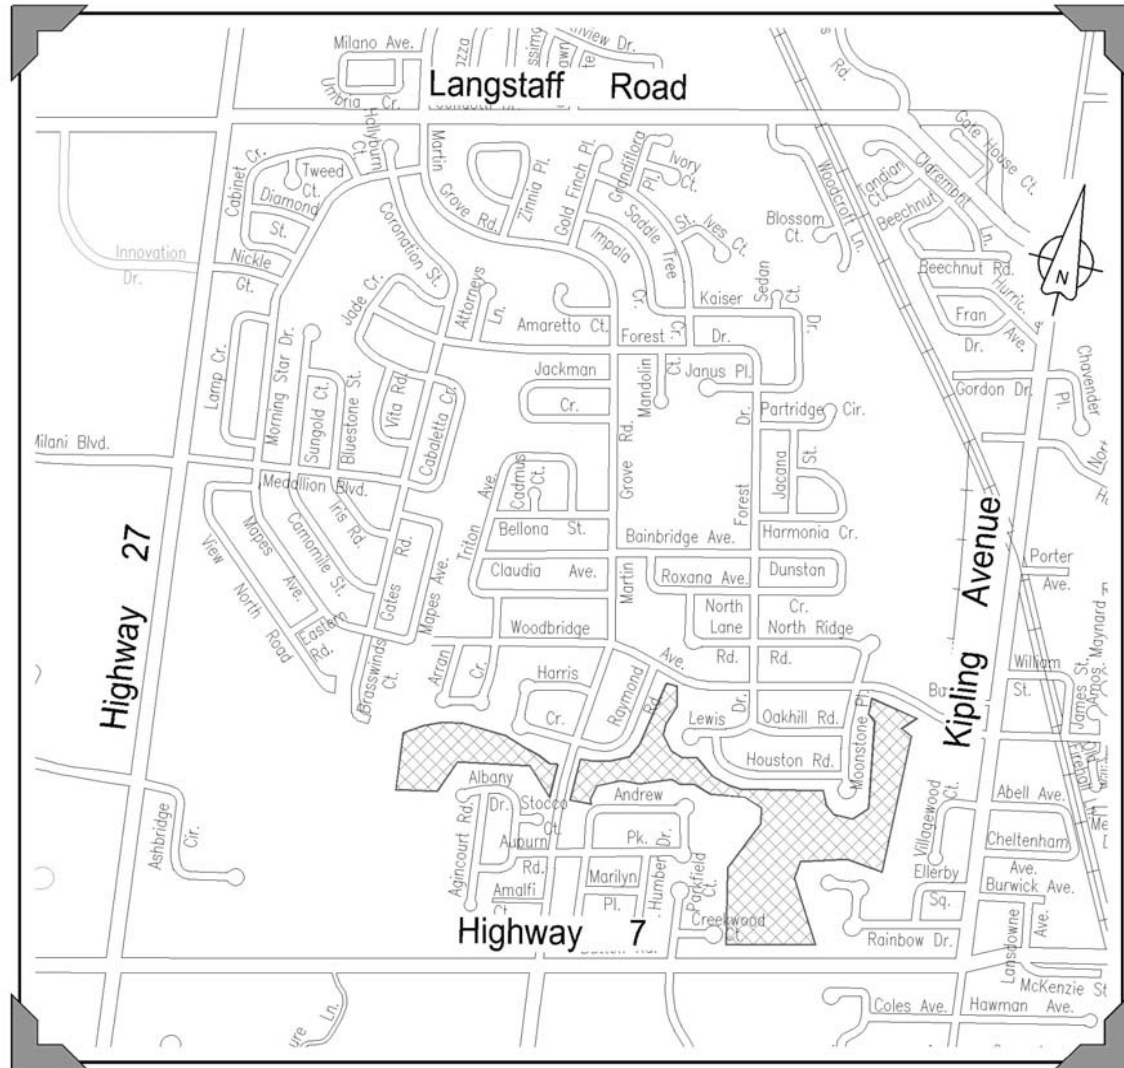 Milano Ave.
Umbria Cr.
Langstaff Road
Rd.
Hollyburn
Ct.
Martin
Grove Rd.
Gate House Ct.
Cabinet Cr.
Tweed
Ct.
Diamond
St.
Zinnia Pl.
Gold Finch Pl.
Grandiflora
Pl.
Ivory
Ct.
Woodcroft Ln.
Tandian
Ct.
Claremont
Ln.
Beechnut
Coronation St.
Impala
Cr.
Saddle
Tree
Cr.
St. Ives
Ct.
Blossom
Ct.
Innovation
Dr.
Nickle
Gt.
Beechnut Rd.
N
Jade Cr.
Attorneys
Ln.
Kaiser
Dr.
Sedan
Ct.
Hurric.
Ave.
Fran
Dr.
Amaretto Ct.
Forest
Dr.
Lamp Cr.
Morning Star Dr.
Jackman
Cr.
Mandolin
Ct.
Janus Pl.
Gordon Dr.
Chavender
Pl.
Sungold Ct.
Bluestone St.
Vita Rd.
Cabaletta Cr.
Dr.
Partridge Cir.
Milani Blvd.
Rd.
Grove
Martin
Jacana
St.
Medallion Blvd.
Iris Rd.
Triton Ave.
Cadmus
Ct.
Forest
Highway 27
View
North Road
Mapes
Ave.
Camomile St.
Gates
Rd.
Bellona St.
Bainbridge Ave.
Harmonia Cr.
Kipling Avenue
Porter
Ave.
Mapes Ave.
Claudia Ave.
Roxana Ave.
Dunstan
Cr.
Eastern
Rd.
Woodbridge
Ave.
North
Lane
Rd.
North Ridge
Rd.
William
St.
James St.
Amos. Maynard
Brasswinds
Ct.
Arran
Cr.
Harris
Cr.
Raymond
Rd.
Lewis
Dr.
Oakhill Rd.
Houston Rd.
Moonstone Pl.
Firehall
Albany
Dr.
Stocco
Ct.
Andrew
Pk.
Villagewood
Ct.
Abell Ave.
Ashbridge
Cir.
Agincourt Rd.
Auburn
Rd.
Humber Dr.
Cheltenham
Ave.
Marilyn
Pl.
Parkfield
Ct.
Ellerby
Sq.
Burwick Ave.
Amalfi
Ct.
Creekwood
Ct.
Rainbow Dr.
Lansdowne
Ave.
Highway 7
McKenzie St
Coles Ave.
Hawman Ave.
Ln.